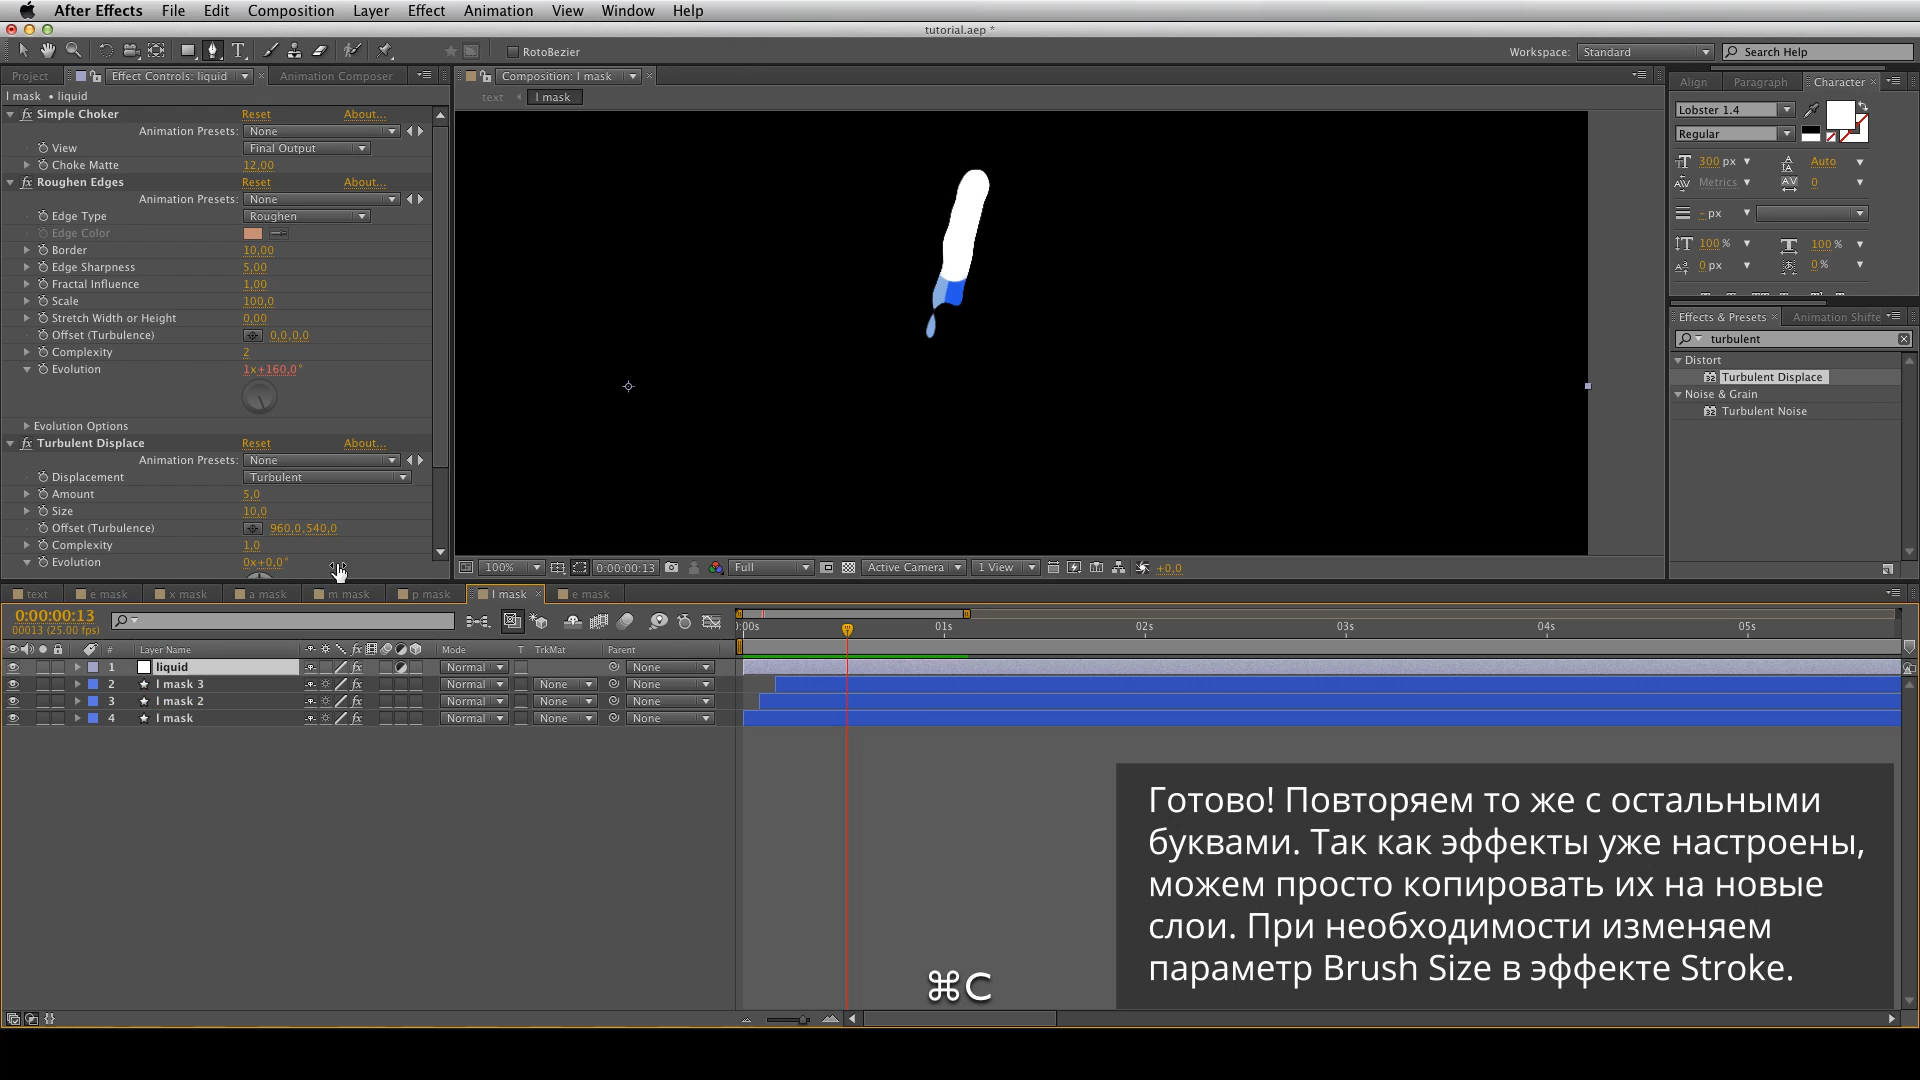 After Effects File Edit Composition Layer Effect Animation View Window Help
tutorial.aep *
RotoBezier Workspace: Standard Search Help
Project Effect Controls: liquid Animation Composer Composition: l mask Align Paragraph Character
l mask • liquid text l mask
Simple Choker Reset About...
Animation Presets: None
View Final Output
Choke Matte 12,00
Roughen Edges Reset About...
Animation Presets: None
Edge Type Roughen
Edge Color
Border 10,00
Edge Sharpness 5,00
Fractal Influence 1,00
Scale 100,0
Stretch Width or Height 0,00
Offset (Turbulence) 0,0,0,0
Complexity 2
Evolution 1x+160,0°
Evolution Options
Turbulent Displace Reset About...
Animation Presets: None
Displacement Turbulent
Amount 5,0
Size 10,0
Offset (Turbulence) 960,0,540,0
Complexity 1,0
Evolution 0x+0,0°
Lobster 1.4
Regular
300 px Auto
Metrics 0
- px
100 % 100 %
0 px 0 %
Effects & Presets Animation Shifte
turbulent
Distort
Turbulent Displace
Noise & Grain
Turbulent Noise
100% 0:00:00:13 Full Active Camera 1 View +0,0
text e mask x mask a mask m mask p mask l mask e mask
0:00:00:13
00013 (25.00 fps)
):00s 01s 02s 03s 04s 05s
# Layer Name Mode T TrkMat Parent
1 liquid Normal None
2 l mask 3 Normal None None
3 l mask 2 Normal None None
4 l mask Normal None None
Готово! Повторяем то же с остальными
буквами. Так как эффекты уже настроены,
можем просто копировать их на новые
слои. При необходимости изменяем
параметр Brush Size в эффекте Stroke.
⌘C